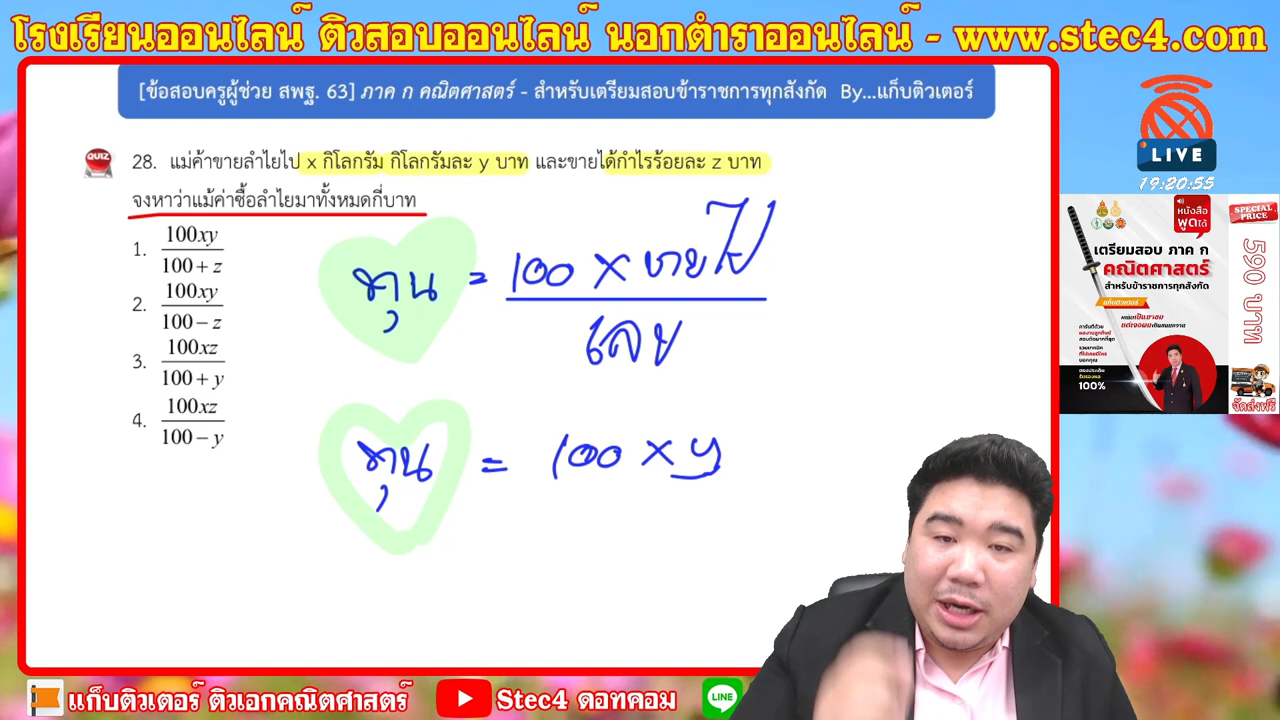 โรงเรียนออนไลน์ ติวสอบออนไลน์ นอกตำราออนไลน์ - www.stec4.com
[ข้อสอบครูผู้ช่วย สพฐ. 63] ภาค ก คณิตศาสตร์ - สำหรับเตรียมสอบข้าราชการทุกสังกัด By...แก็บติวเตอร์
QUIZ
28. แม่ค้าขายลำไยไป x กิโลกรัม กิโลกรัมละ y บาท และขายได้กำไรร้อยละ z บาท
จงหาว่าแม้ค่าซื้อลำไยมาทั้งหมดกี่บาท
1. 100xy
100+z
2. 100xy
100−z
3. 100xz
100+y
4. 100xz
100−y
ทุน = 100 × ขายไป
เลย
ทุน = 100 × y
LIVE
19:20:55
หนังสือ
พูดได้
SPECIAL
PRICE
เตรียมสอบ ภาค ก
คณิตศาสตร์
สำหรับข้าราชการทุกสังกัด
แก็บติวเตอร์
100%
590 บาท
จัดส่งฟรี
แก็บติวเตอร์ ติวเอกคณิตศาสตร์
Stec4 ดอทคอม
LINE